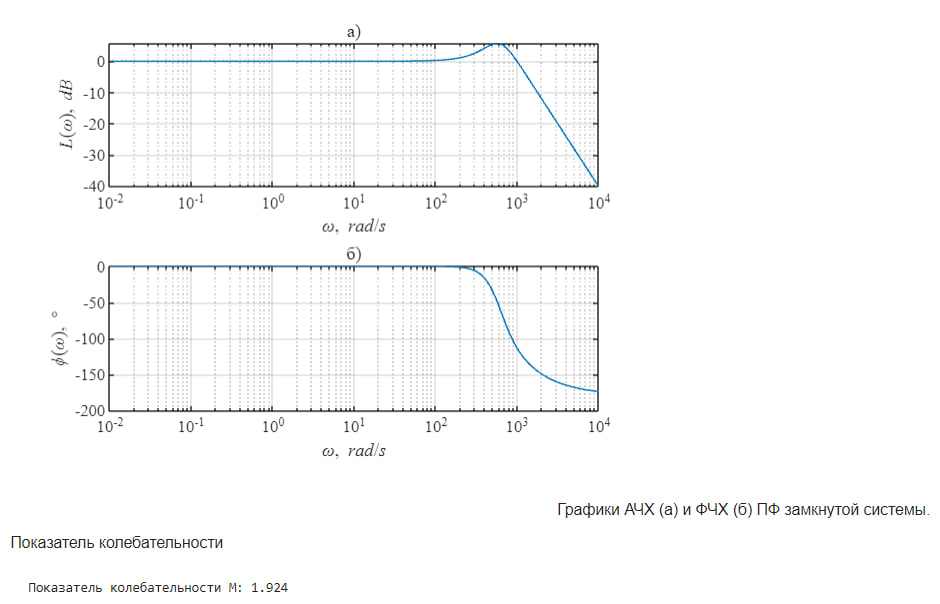 а)
L(ω), dB
0
-10
-20
-30
-40
10⁻² 10⁻¹ 10⁰ 10¹ 10² 10³ 10⁴
ω, rad/s
б)
ϕ(ω), °
0
-50
-100
-150
-200
10⁻² 10⁻¹ 10⁰ 10¹ 10² 10³ 10⁴
ω, rad/s
Графики АЧХ (а) и ФЧХ (б) ПФ замкнутой системы.
Показатель колебательности
Показатель колебательности M: 1.924